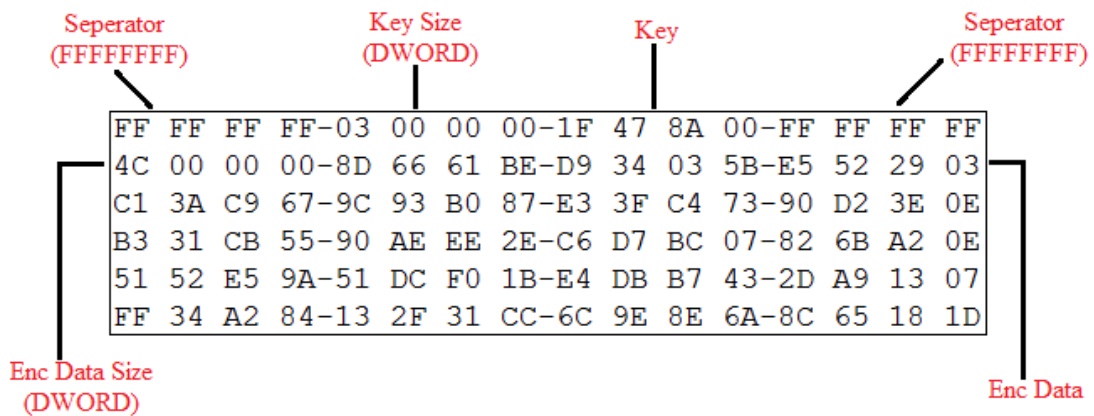 Seperator
(FFFFFFFF)
Key Size
(DWORD)
Key
Seperator
(FFFFFFFF)
FF FF FF FF-03 00 00 00-1F 47 8A 00-FF FF FF FF
4C 00 00 00-8D 66 61 BE-D9 34 03 5B-E5 52 29 03
C1 3A C9 67-9C 93 B0 87-E3 3F C4 73-90 D2 3E 0E
B3 31 CB 55-90 AE EE 2E-C6 D7 BC 07-82 6B A2 0E
51 52 E5 9A-51 DC F0 1B-E4 DB B7 43-2D A9 13 07
FF 34 A2 84-13 2F 31 CC-6C 9E 8E 6A-8C 65 18 1D
Enc Data Size
(DWORD)
Enc Data